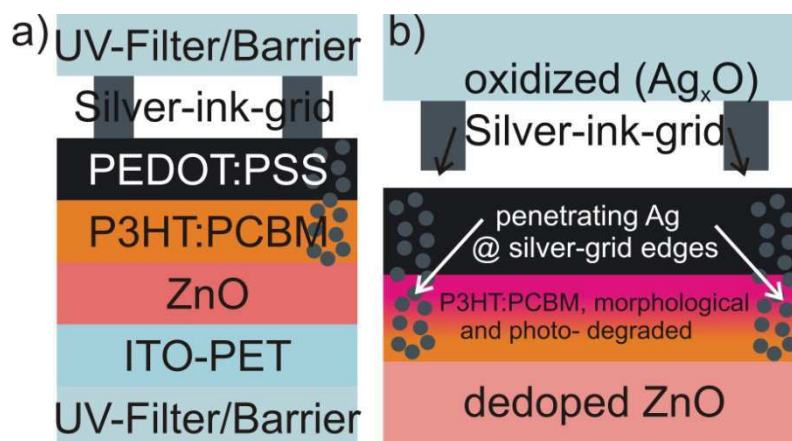 a)
UV-Filter/Barrier
Silver-ink-grid
PEDOT:PSS
P3HT:PCBM
ZnO
ITO-PET
UV-Filter/Barrier
b)
oxidized (AgₓO)
Silver-ink-grid
penetrating Ag
@ silver-grid edges
P3HT:PCBM, morphological
and photo- degraded
dedoped ZnO